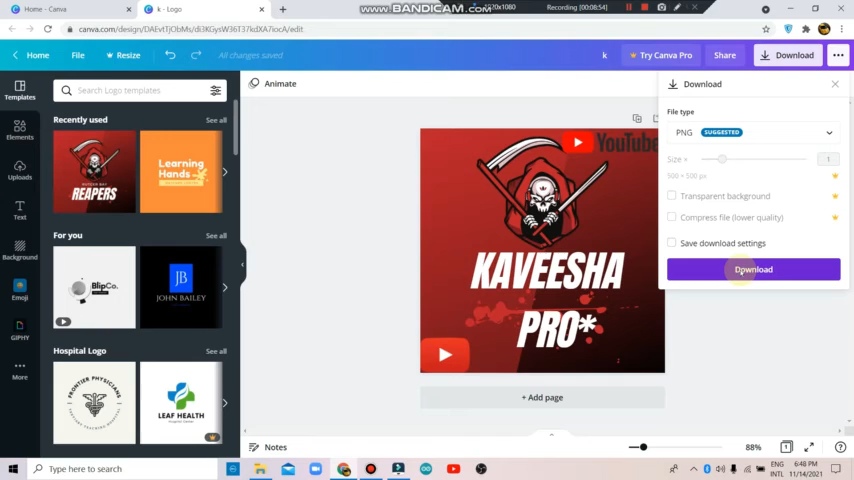 Home - Canva
k - Logo
www.BANDICAM.com
1920x1080
Recording [00:08:54]
canva.com/design/DAEvtTjObMs/di3KGysW36T37kdXA7iocA/edit
Home
File
Resize
All changes saved
k
Try Canva Pro
Share
Download
Templates
Search Logo templates
Animate
Download
File type
PNG SUGGESTED
Size ×
1
500 × 500 px
Transparent background
Compress file (lower quality)
Save download settings
Download
Elements
Uploads
Text
Background
Emoji
GIPHY
More
Recently used
See all
REAPERS
Learning
Hands
For you
See all
BlipCo.
JB
JOHN BAILEY
Hospital Logo
See all
FRONTIER PHYSICIANS
LEAF HEALTH
YouTube
KAVEESHA
PRO*
+ Add page
Notes
88%
1
Type here to search
ENG
INTL
6:48 PM
11/14/2021